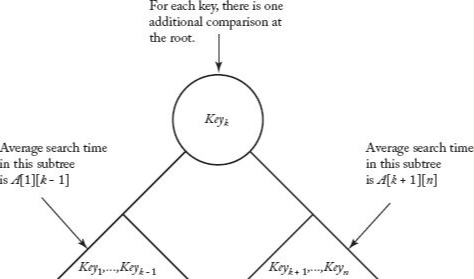 For each key, there is one
additional comparison at
the root.
Key_k
Average search time
in this subtree
is A[1][k - 1]
Average search time
in this subtree
is A[k + 1][n]
Key_1,...,Key_k - 1
Key_k + 1,...,Key_n